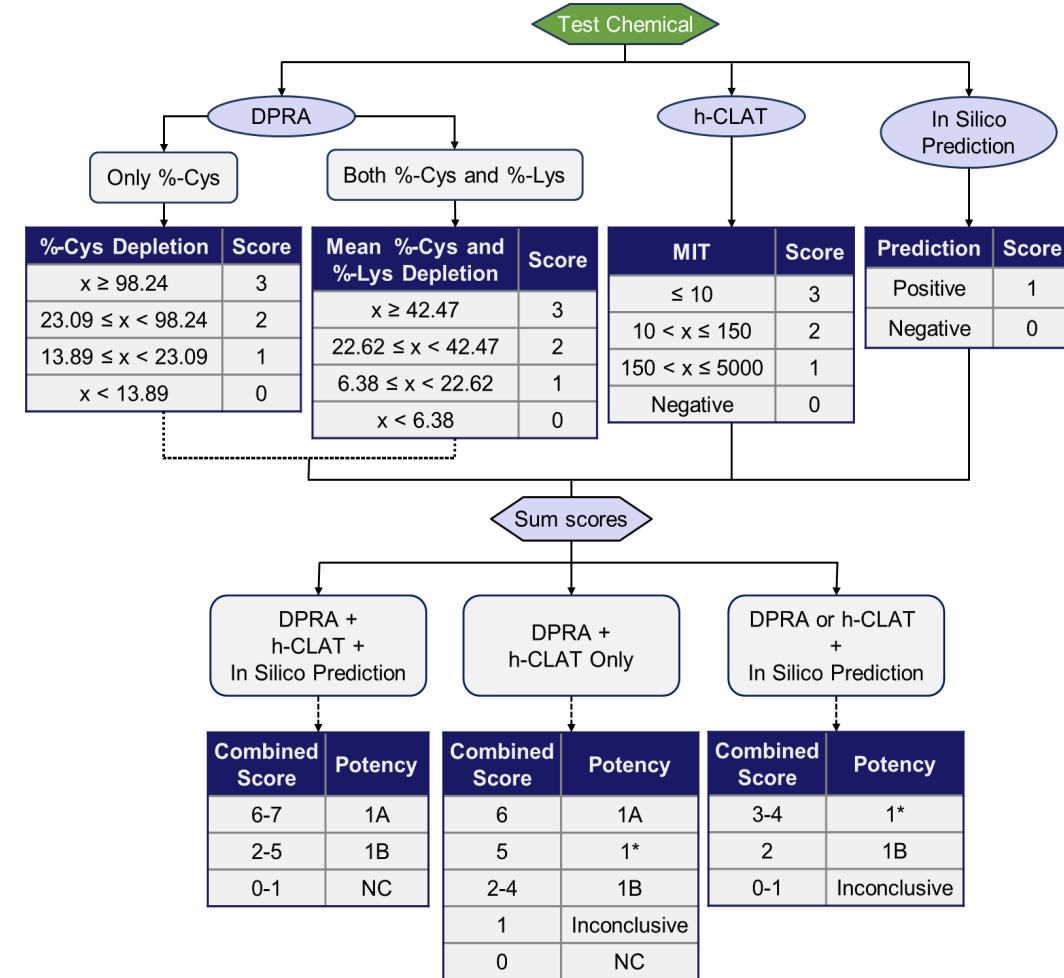 Test Chemical
DPRA
h-CLAT
In Silico
Prediction
Only %-Cys
Both %-Cys and %-Lys
%-Cys Depletion Score
x ≥ 98.24 3
23.09 ≤ x < 98.24 2
13.89 ≤ x < 23.09 1
x < 13.89 0
Mean %-Cys and
%-Lys Depletion
Score
x ≥ 42.47 3
22.62 ≤ x < 42.47 2
6.38 ≤ x < 22.62 1
x < 6.38 0
MIT Score
≤ 10 3
10 < x ≤ 150 2
150 < x ≤ 5000 1
Negative 0
Prediction Score
Positive 1
Negative 0
Sum scores
DPRA +
h-CLAT +
In Silico Prediction
DPRA +
h-CLAT Only
DPRA or h-CLAT
+
In Silico Prediction
Combined
Score
Potency
6-7 1A
2-5 1B
0-1 NC
Combined
Score
Potency
6 1A
5 1*
2-4 1B
1 Inconclusive
0 NC
Combined
Score
Potency
3-4 1*
2 1B
0-1 Inconclusive